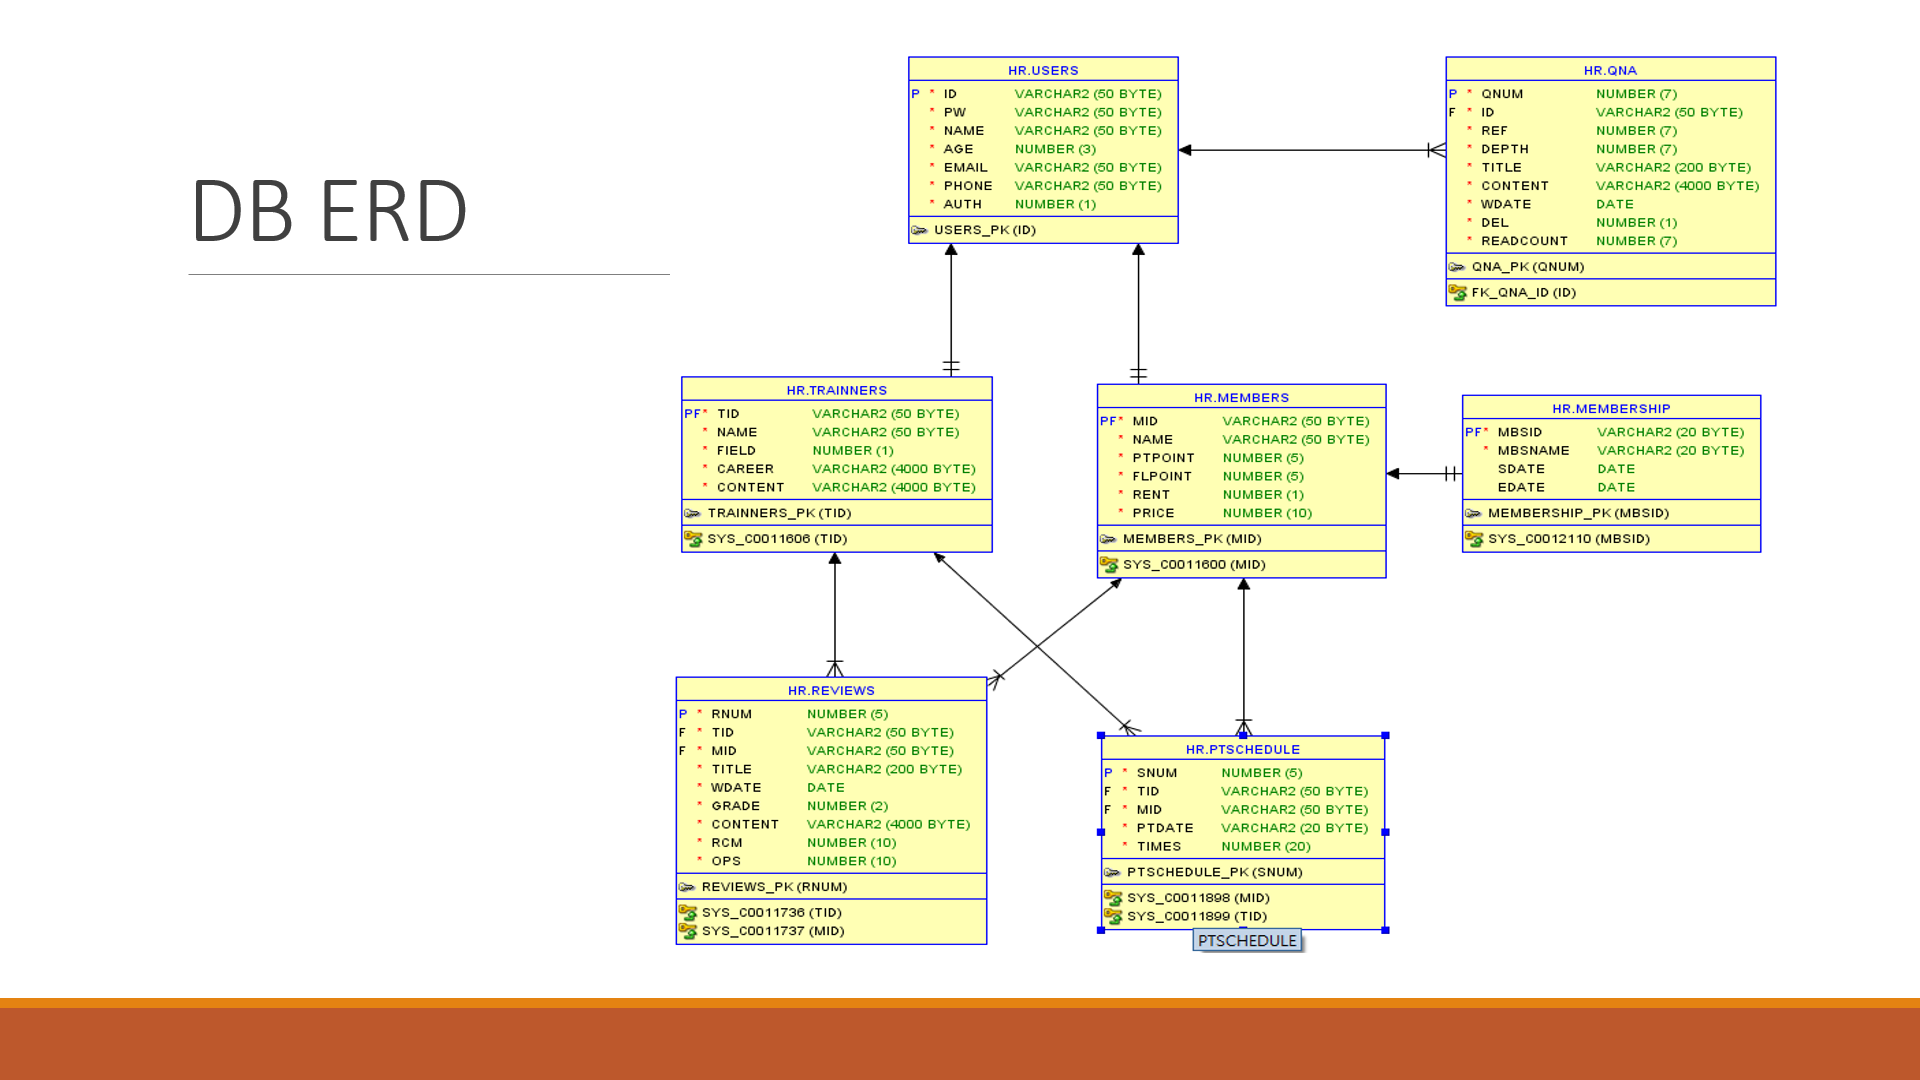 DB ERD
HR.USERS
P * ID VARCHAR2 (50 BYTE)
* PW VARCHAR2 (50 BYTE)
* NAME VARCHAR2 (50 BYTE)
* AGE NUMBER (3)
* EMAIL VARCHAR2 (50 BYTE)
* PHONE VARCHAR2 (50 BYTE)
* AUTH NUMBER (1)
USERS_PK (ID)
HR.QNA
P * QNUM NUMBER (7)
F * ID VARCHAR2 (50 BYTE)
* REF NUMBER (7)
* DEPTH NUMBER (7)
* TITLE VARCHAR2 (200 BYTE)
* CONTENT VARCHAR2 (4000 BYTE)
* WDATE DATE
* DEL NUMBER (1)
* READCOUNT NUMBER (7)
QNA_PK (QNUM)
FK_QNA_ID (ID)
HR.TRAINNERS
PF* TID VARCHAR2 (50 BYTE)
* NAME VARCHAR2 (50 BYTE)
* FIELD NUMBER (1)
* CAREER VARCHAR2 (4000 BYTE)
* CONTENT VARCHAR2 (4000 BYTE)
TRAINNERS_PK (TID)
SYS_C0011606 (TID)
HR.MEMBERS
PF* MID VARCHAR2 (50 BYTE)
* NAME VARCHAR2 (50 BYTE)
* PTPOINT NUMBER (5)
* FLPOINT NUMBER (5)
* RENT NUMBER (1)
* PRICE NUMBER (10)
MEMBERS_PK (MID)
SYS_C0011600 (MID)
HR.MEMBERSHIP
PF* MBSID VARCHAR2 (20 BYTE)
* MBSNAME VARCHAR2 (20 BYTE)
SDATE DATE
EDATE DATE
MEMBERSHIP_PK (MBSID)
SYS_C0012110 (MBSID)
HR.REVIEWS
P * RNUM NUMBER (5)
F * TID VARCHAR2 (50 BYTE)
F * MID VARCHAR2 (50 BYTE)
* TITLE VARCHAR2 (200 BYTE)
* WDATE DATE
* GRADE NUMBER (2)
* CONTENT VARCHAR2 (4000 BYTE)
* RCM NUMBER (10)
* OPS NUMBER (10)
REVIEWS_PK (RNUM)
SYS_C0011736 (TID)
SYS_C0011737 (MID)
HR.PTSCHEDULE
P * SNUM NUMBER (5)
F * TID VARCHAR2 (50 BYTE)
F * MID VARCHAR2 (50 BYTE)
* PTDATE VARCHAR2 (20 BYTE)
* TIMES NUMBER (20)
PTSCHEDULE_PK (SNUM)
SYS_C0011898 (MID)
SYS_C0011899 (TID)
PTSCHEDULE